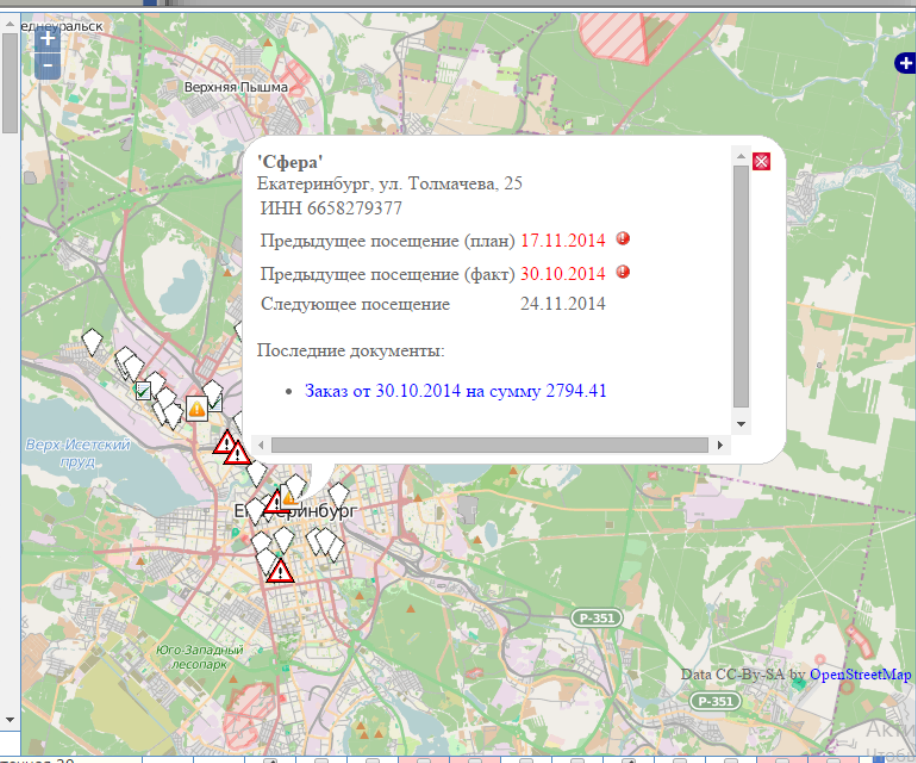 еднеуральск
Верхняя Пышма
'Сфера'
Екатеринбург, ул. Толмачева, 25
ИНН 6658279377
Предыдущее посещение (план) 17.11.2014
Предыдущее посещение (факт) 30.10.2014
Следующее посещение 24.11.2014
Последние документы:
• Заказ от 30.10.2014 на сумму 2794.41
Верх-Исетский
пруд
Екатеринбург
P-351
Юго-Западный
лесопарк
Data CC-By-SA by OpenStreetMap
P-351